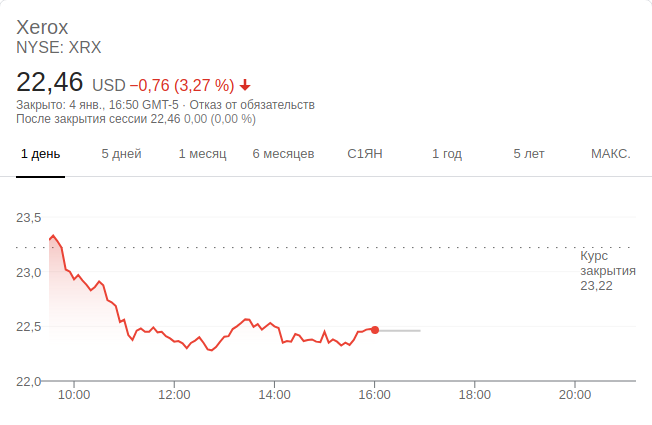 Xerox
NYSE: XRX
22,46 USD −0,76 (3,27 %)
Закрыто: 4 янв., 16:50 GMT-5 · Отказ от обязательств
После закрытия сессии 22,46 0,00 (0,00 %)
1 день 5 дней 1 месяц 6 месяцев С1ЯН 1 год 5 лет МАКС.
23,5
Курс
закрытия
23,22
23,0
22,5
22,0
10:00 12:00 14:00 16:00 18:00 20:00